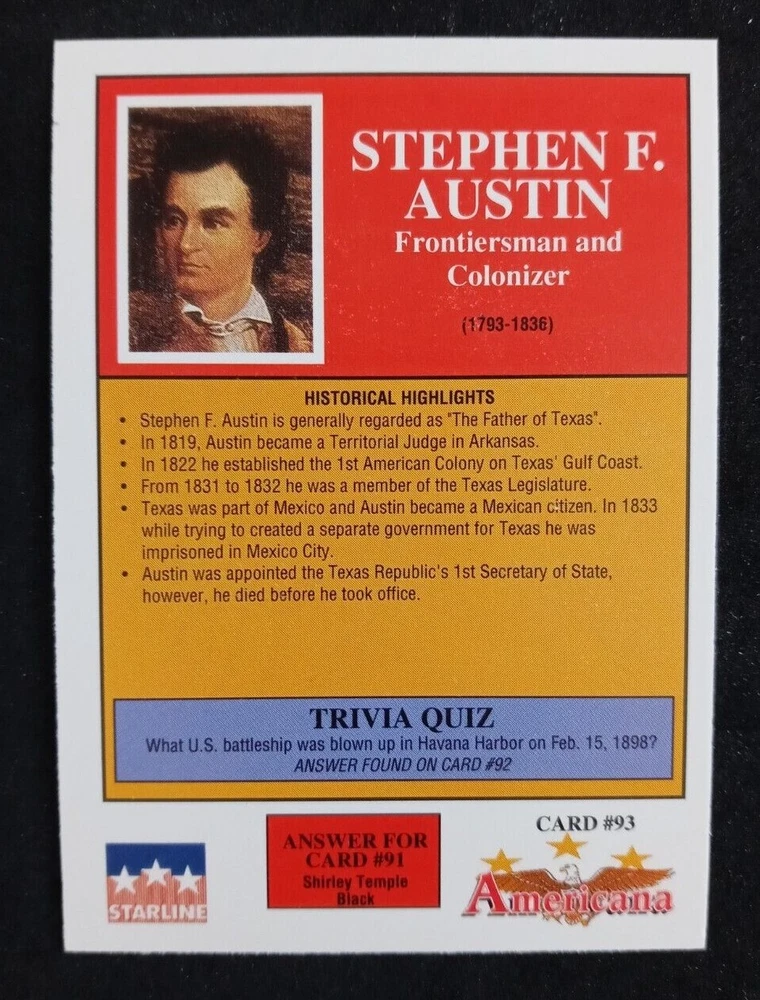 STEPHEN F.
AUSTIN
Frontiersman and
Colonizer
(1793-1836)
HISTORICAL HIGHLIGHTS
• Stephen F. Austin is generally regarded as "The Father of Texas".
• In 1819, Austin became a Territorial Judge in Arkansas.
• In 1822 he established the 1st American Colony on Texas' Gulf Coast.
• From 1831 to 1832 he was a member of the Texas Legislature.
• Texas was part of Mexico and Austin became a Mexican citizen. In 1833
while trying to created a separate government for Texas he was
imprisoned in Mexico City.
• Austin was appointed the Texas Republic's 1st Secretary of State,
however, he died before he took office.
TRIVIA QUIZ
What U.S. battleship was blown up in Havana Harbor on Feb. 15, 1898?
ANSWER FOUND ON CARD #92
STARLINE
ANSWER FOR
CARD #91
Shirley Temple
Black
CARD #93
Americana